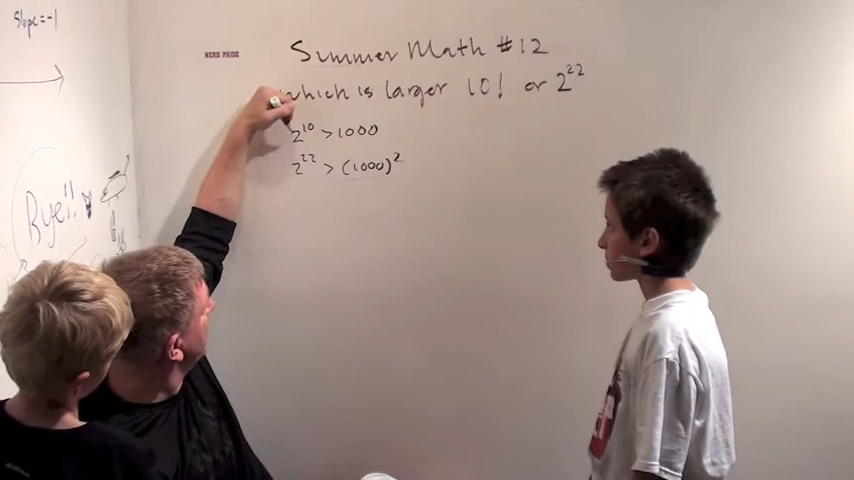 Slope=-1
NERD PRIDE
Summer Math #12
which is larger 10! or 2²²
2¹⁰ > 1000
2²² > (1000)²
Bye!!